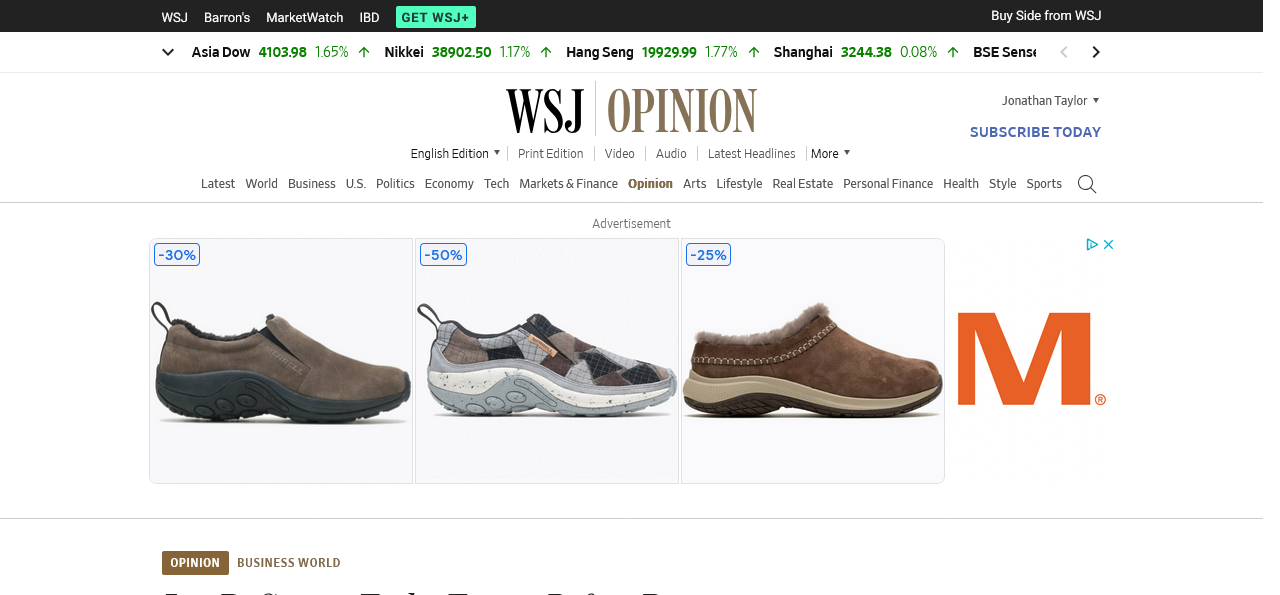 WSJ Barron's MarketWatch IBD GET WSJ+ Buy Side from WSJ
Asia Dow 4103.98 1.65% Nikkei 38902.50 1.17% Hang Seng 19929.99 1.77% Shanghai 3244.38 0.08% BSE Sense
WSJ OPINION
Jonathan Taylor
SUBSCRIBE TODAY
English Edition Print Edition Video Audio Latest Headlines More
Latest World Business U.S. Politics Economy Tech Markets & Finance Opinion Arts Lifestyle Real Estate Personal Finance Health Style Sports
Advertisement
-30% -50% -25%
MERRELL
M®
OPINION BUSINESS WORLD